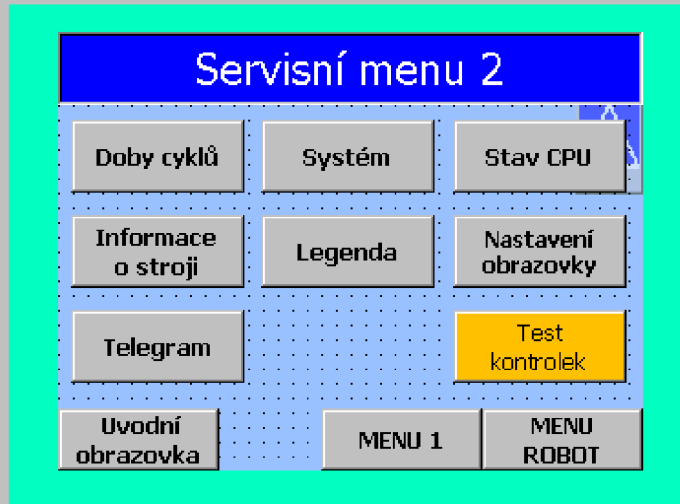 Servisní menu 2
Doby cyklů
Systém
Stav CPU
Informace
o stroji
Legenda
Nastavení
obrazovky
Telegram
Test
kontrolek
Uvodní
obrazovka
MENU 1
MENU
ROBOT